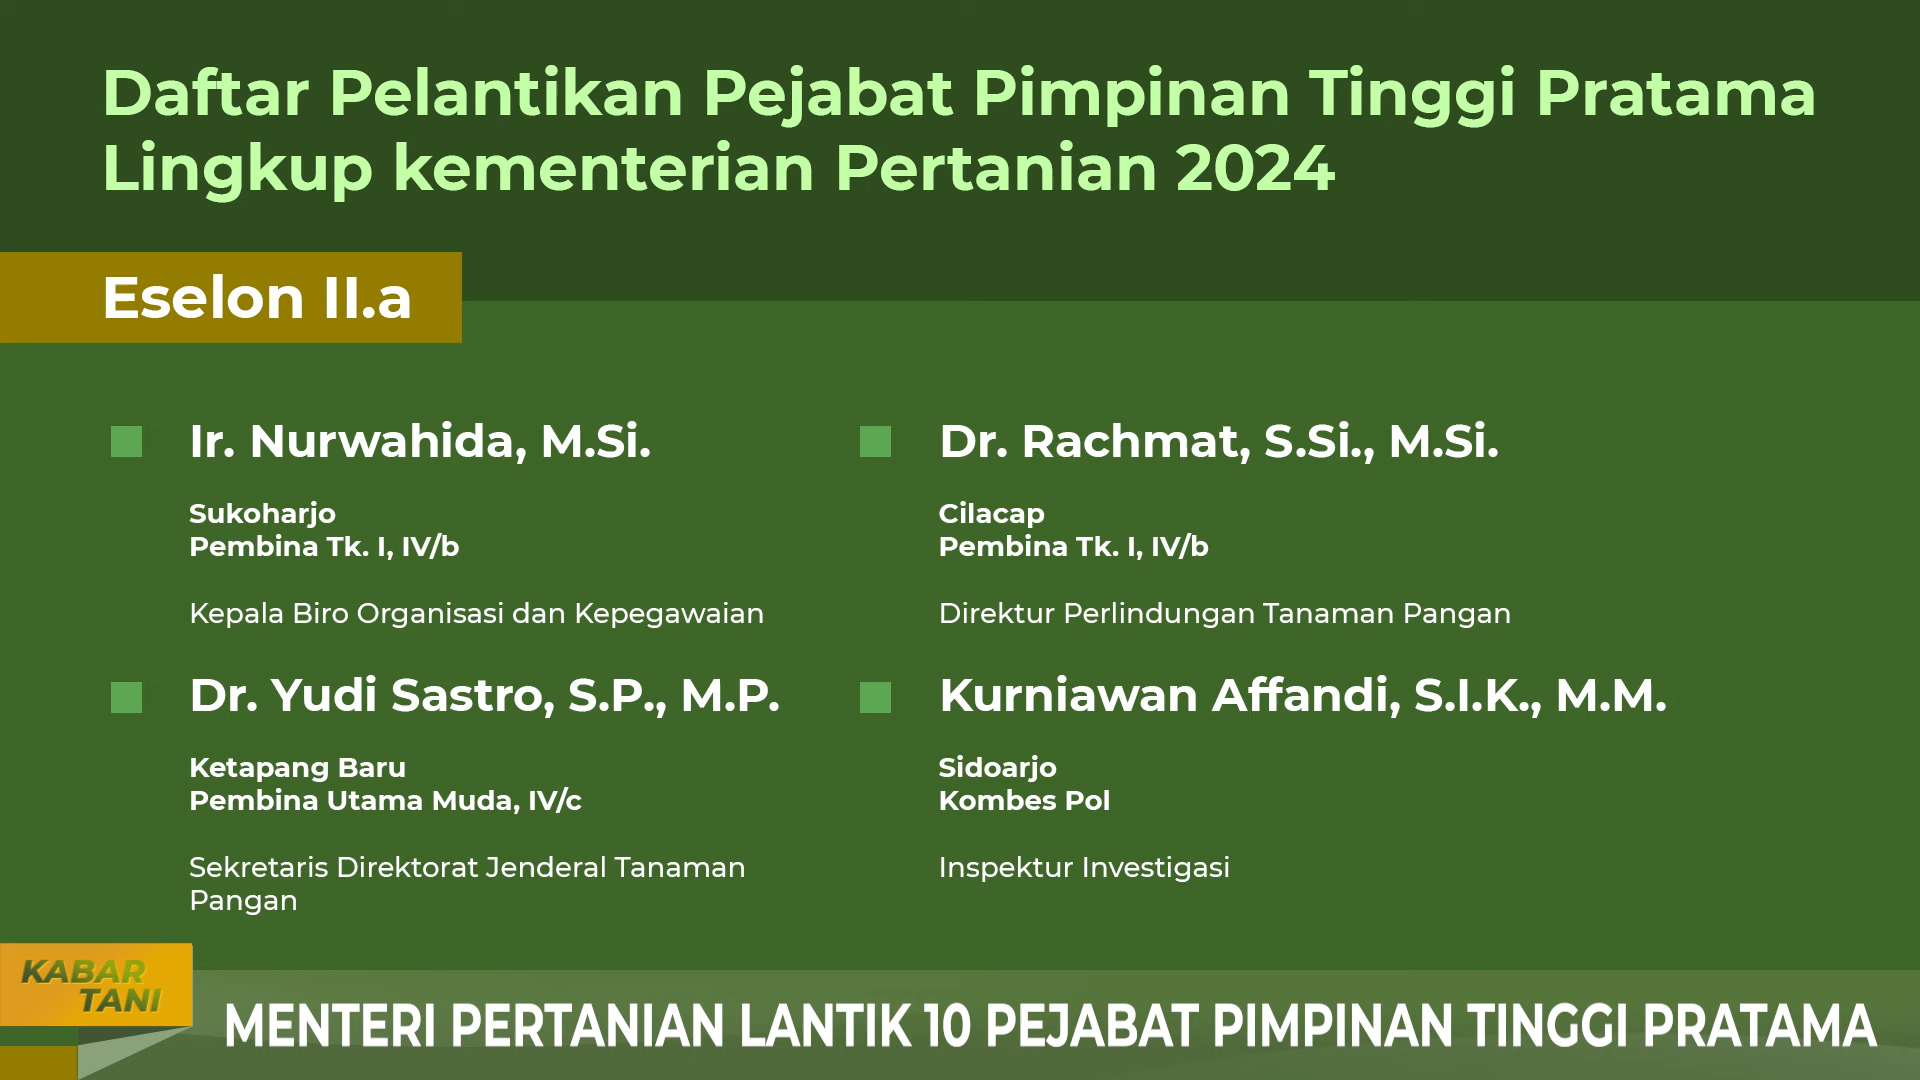 Daftar Pelantikan Pejabat Pimpinan Tinggi Pratama
Lingkup kementerian Pertanian 2024
Eselon II.a
Ir. Nurwahida, M.Si.
Sukoharjo
Pembina Tk. I, IV/b
Kepala Biro Organisasi dan Kepegawaian
Dr. Rachmat, S.Si., M.Si.
Cilacap
Pembina Tk. I, IV/b
Direktur Perlindungan Tanaman Pangan
Dr. Yudi Sastro, S.P., M.P.
Ketapang Baru
Pembina Utama Muda, IV/c
Sekretaris Direktorat Jenderal Tanaman
Pangan
Kurniawan Affandi, S.I.K., M.M.
Sidoarjo
Kombes Pol
Inspektur Investigasi
KABAR
TANI
MENTERI PERTANIAN LANTIK 10 PEJABAT PIMPINAN TINGGI PRATAMA